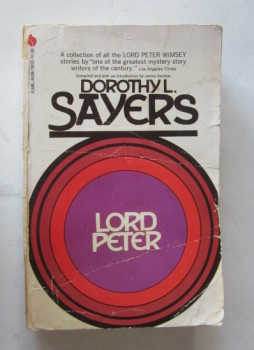 A collection of all the LORD PETER WIMSEY
stories by "one of the greatest mystery story
writers of the century." Los Angeles Times
Compiled and with an introduction by James Sandoe
DOROTHY L.
SAYERS
LORD
PETER